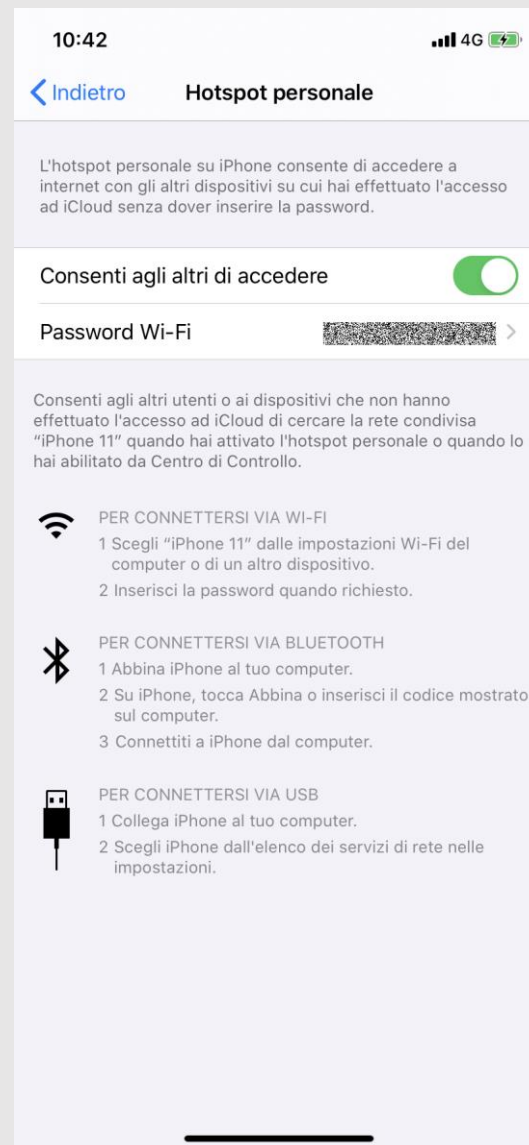 10:42
4G
Indietro
Hotspot personale
L'hotspot personale su iPhone consente di accedere a
internet con gli altri dispositivi su cui hai effettuato l'accesso
ad iCloud senza dover inserire la password.
Consenti agli altri di accedere
Password Wi-Fi
Consenti agli altri utenti o ai dispositivi che non hanno
effettuato l'accesso ad iCloud di cercare la rete condivisa
“iPhone 11” quando hai attivato l'hotspot personale o quando lo
hai abilitato da Centro di Controllo.
PER CONNETTERSI VIA WI-FI
1 Scegli “iPhone 11” dalle impostazioni Wi-Fi del
computer o di un altro dispositivo.
2 Inserisci la password quando richiesto.
PER CONNETTERSI VIA BLUETOOTH
1 Abbina iPhone al tuo computer.
2 Su iPhone, tocca Abbina o inserisci il codice mostrato
sul computer.
3 Connettiti a iPhone dal computer.
PER CONNETTERSI VIA USB
1 Collega iPhone al tuo computer.
2 Scegli iPhone dall'elenco dei servizi di rete nelle
impostazioni.